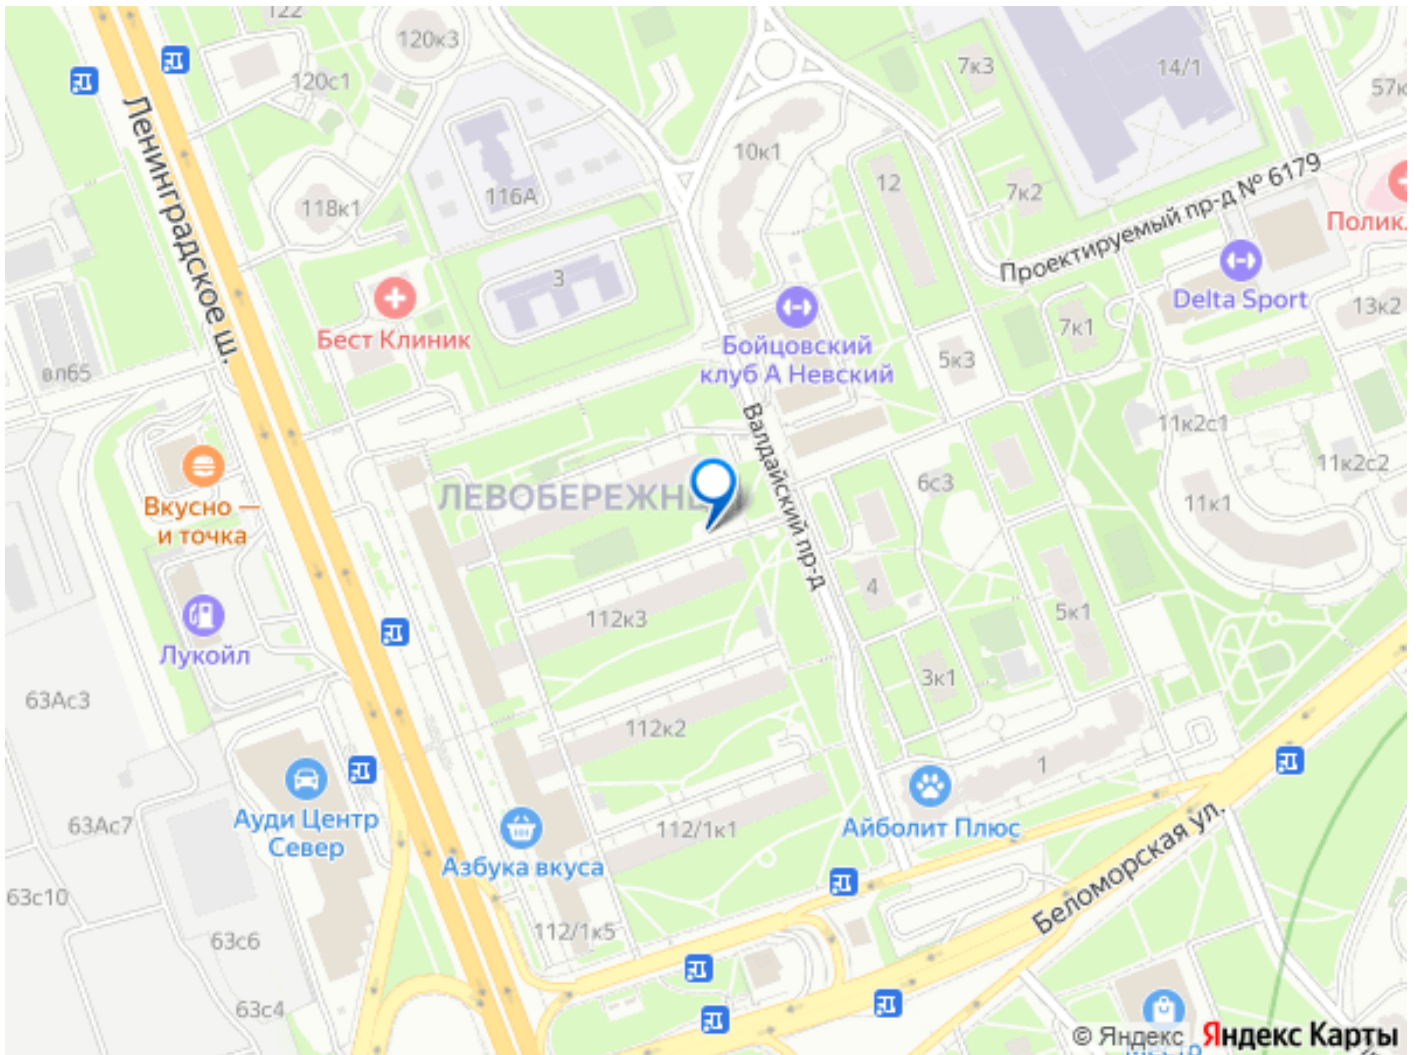 122
120к3
120с1
7к3
14/1
57к
Ленинградское ш.
10к1
12
116А
118к1
7к2
Проектируемый пр-д № 6179
Полик
3
Бест Клиник
Delta Sport
13к2
7к1
Бойцовский
клуб А Невский
5к3
вл65
Валдайский пр-д
11к2с1
11к2с2
6с3
11к1
Вкусно —
и точка
ЛЕВОБЕРЕЖН
4
5к1
112к3
Лукойл
3к1
63Ас3
112к2
1
63Ас7
Ауди Центр
Север
112/1к1
Айболит Плюс
Азбука вкуса
Беломорская ул.
63с10
63с6
112/1к5
63с4
© Яндекс Яндекс Карты